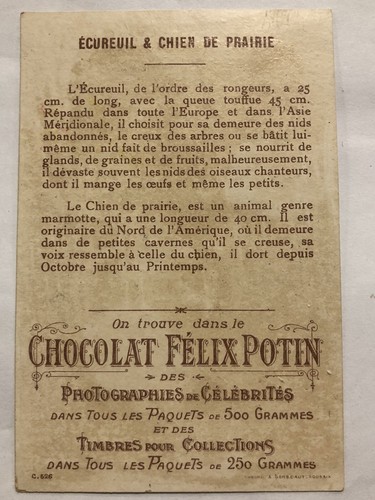 ÉCUREUIL & CHIEN DE PRAIRIE
L'Écureuil, de l'ordre des rongeurs, a 25
cm. de long, avec la queue touffue 45 cm.
Répandu dans toute l'Europe et dans l'Asie
Méridionale, il choisit pour sa demeure des nids
abandonnés, le creux des arbres ou se bâtit lui-
même un nid fait de broussailles ; se nourrit de
glands, de graines et de fruits, malheureusement,
il dévaste souvent les nids des oiseaux chanteurs,
dont il mange les œufs et même les petits.
Le Chien de prairie, est un animal genre
marmotte, qui a une longueur de 40 cm. Il est
originaire du Nord de l'Amérique, où il demeure
dans de petites cavernes qu'il se creuse, sa
voix ressemble à celle du chien, il dort depuis
Octobre jusqu'au Printemps.
On trouve dans le
CHOCOLAT FÉLIX POTIN
DES
PHOTOGRAPHIES DE CÉLÉBRITÉS
DANS TOUS LES PAQUETS DE 500 GRAMMES
ET DES
TIMBRES POUR COLLECTIONS
DANS TOUS LES PAQUETS DE 250 GRAMMES
C.526